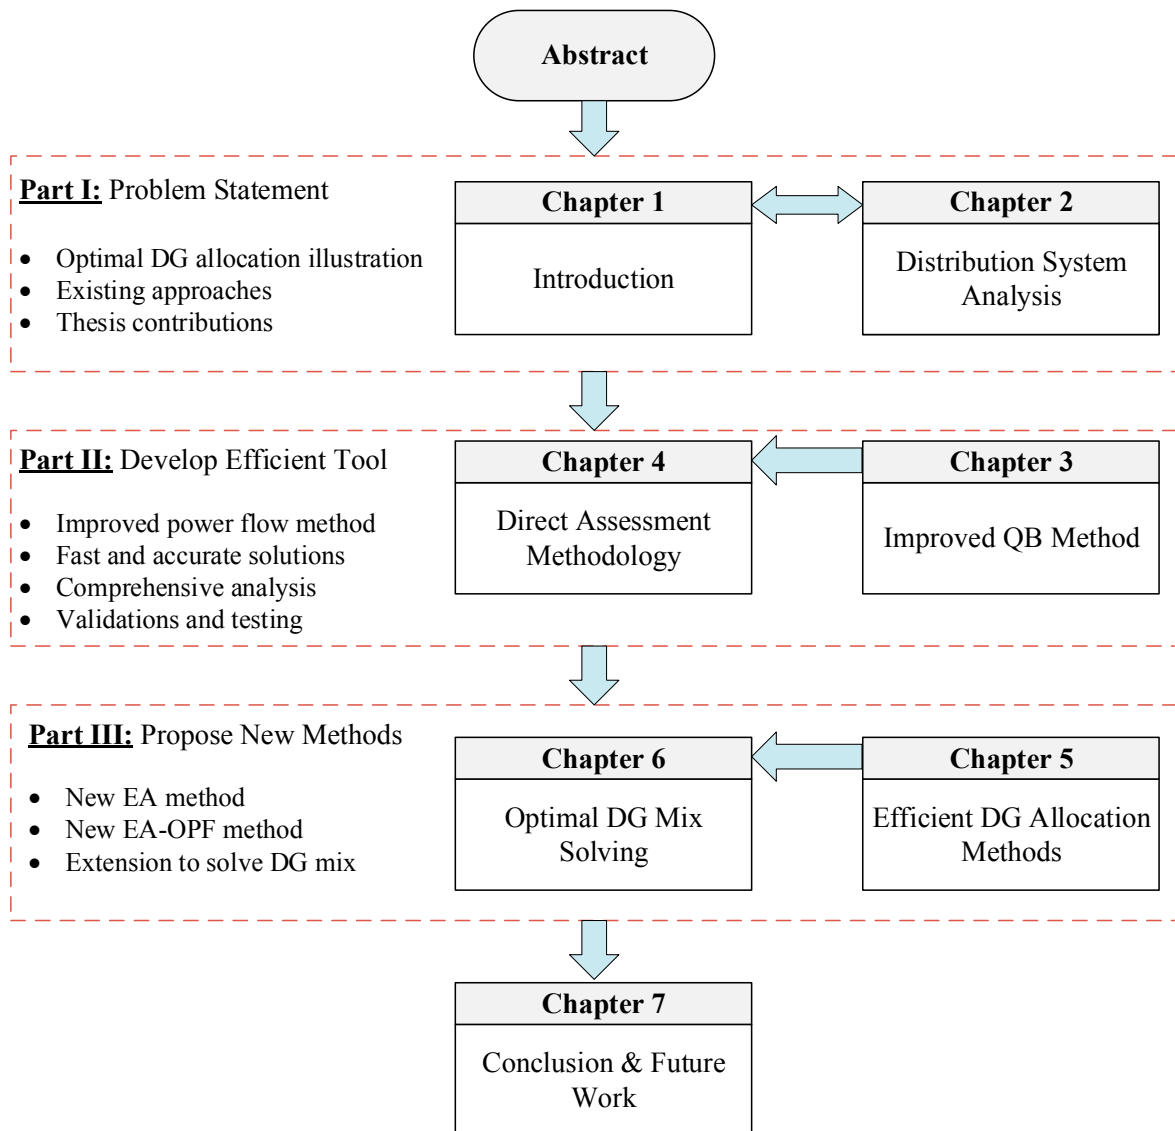 Abstract
Part I: Problem Statement
• Optimal DG allocation illustration
• Existing approaches
• Thesis contributions
Chapter 1
Introduction
Chapter 2
Distribution System
Analysis
Part II: Develop Efficient Tool
• Improved power flow method
• Fast and accurate solutions
• Comprehensive analysis
• Validations and testing
Chapter 4
Direct Assessment
Methodology
Chapter 3
Improved QB Method
Part III: Propose New Methods
• New EA method
• New EA-OPF method
• Extension to solve DG mix
Chapter 6
Optimal DG Mix
Solving
Chapter 5
Efficient DG Allocation
Methods
Chapter 7
Conclusion & Future
Work